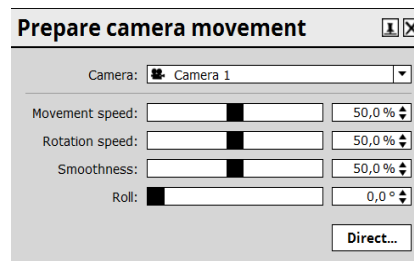 Prepare camera movement
Camera: Camera 1
Movement speed: 50,0 %
Rotation speed: 50,0 %
Smoothness: 50,0 %
Roll: 0,0 °
Direct...